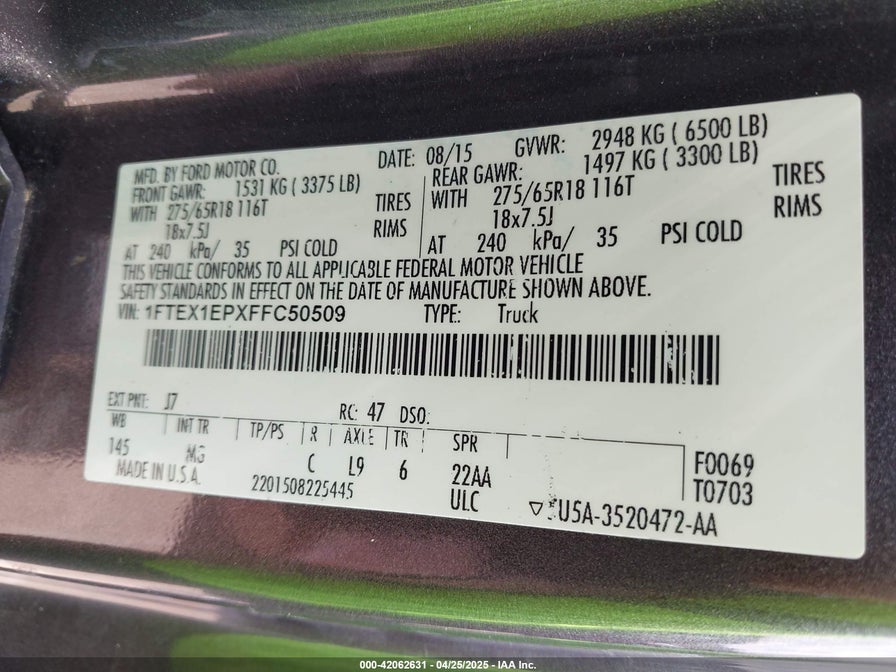 MFD. BY FORD MOTOR CO. DATE: 08/15 GVWR: 2948 KG ( 6500 LB)
FRONT GAWR: 1531 KG ( 3375 LB) REAR GAWR: 1497 KG ( 3300 LB)
WITH 275/65R18 116T TIRES WITH 275/65R18 116T TIRES
18x7.5J RIMS 18x7.5J RIMS
AT 240 kPa/ 35 PSI COLD AT 240 kPa/ 35 PSI COLD
THIS VEHICLE CONFORMS TO ALL APPLICABLE FEDERAL MOTOR VEHICLE
SAFETY STANDARDS IN EFFECT ON THE DATE OF MANUFACTURE SHOWN ABOVE.
VIN: 1FTEX1EPXFFC50509 TYPE: Truck
EXT PNT: J7 RC: 47 DSO:
WB INT TR TP/PS R AXLE TR SPR
145 MG C L9 6 22AA F0069
MADE IN U.S.A. 2201508225445 ULC T0703
U5A-3520472-AA
000-42062631 - 04/25/2025 - IAA Inc.